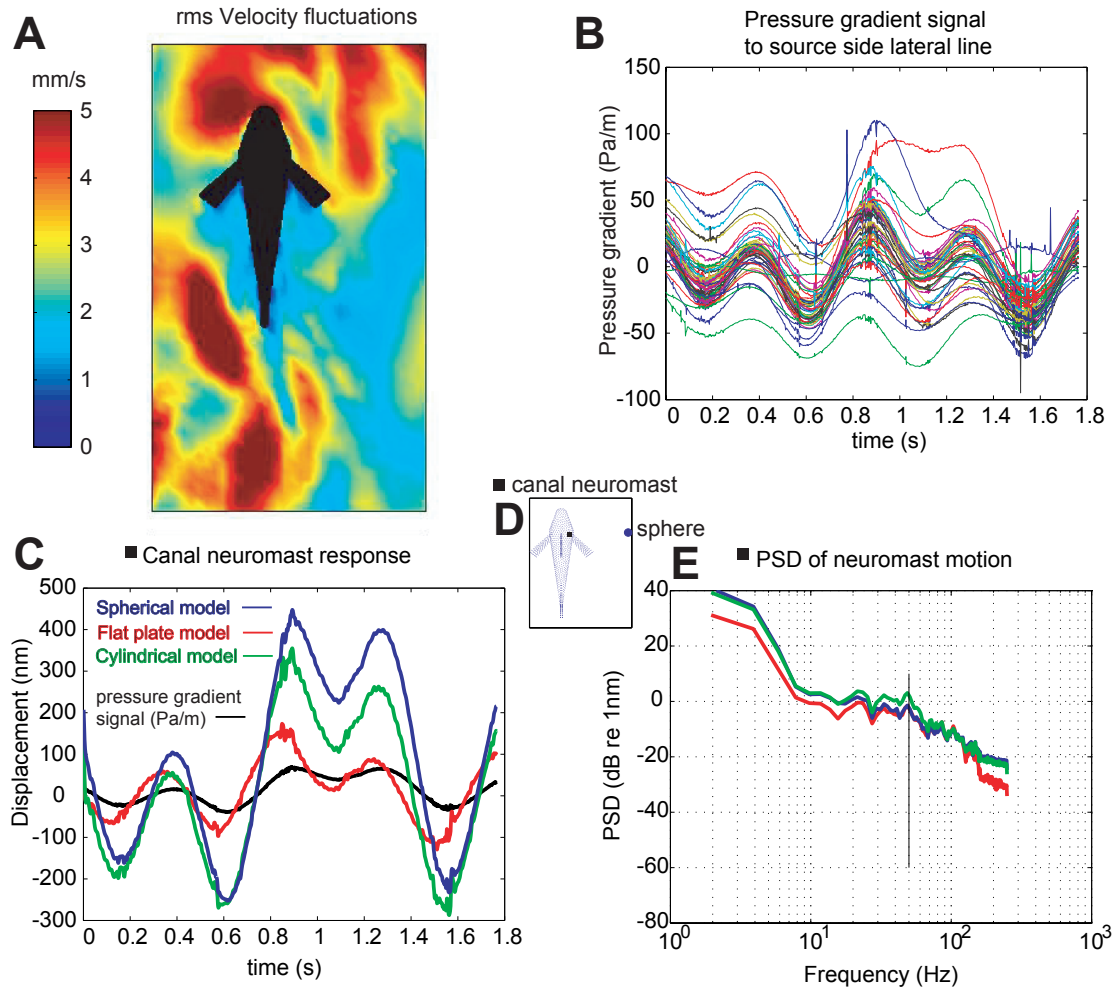 A
rms Velocity fluctuations
mm/s
5
4
3
2
1
0
B
Pressure gradient signal
to source side lateral line
Pressure gradient (Pa/m)
150
100
50
0
-50
-100
0 0.2 0.4 0.6 0.8 1 1.2 1.4 1.6 1.8
time (s)
C
Canal neuromast response
Displacement (nm)
500
400
300
200
100
0
-100
-200
-300
Spherical model
Flat plate model
Cylindrical model
pressure gradient
signal (Pa/m)
0 0.2 0.4 0.6 0.8 1 1.2 1.4 1.6 1.8
time (s)
canal neuromast
D
sphere
E
PSD of neuromast motion
PSD (dB re 1nm)
40
20
0
-20
-40
-60
-80
10^0 10^1 10^2 10^3
Frequency (Hz)